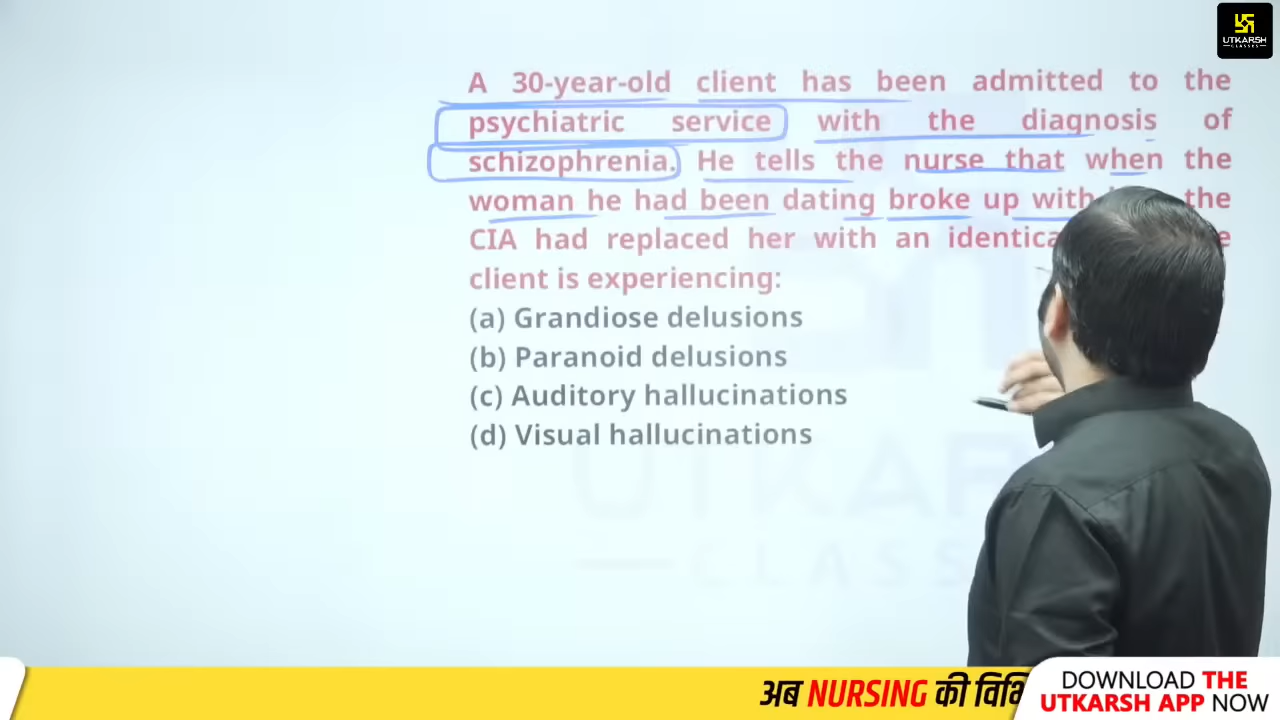 UTKARSH
CLASSES
A 30-year-old client has been admitted to the
psychiatric service with the diagnosis of
schizophrenia. He tells the nurse that when the
woman he had been dating broke up with the
CIA had replaced her with an
client is experiencing:
(a) Grandiose delusions
(b) Paranoid delusions
(c) Auditory hallucinations
(d) Visual hallucinations
अब NURSING की
DOWNLOAD THE
UTKARSH APP NOW